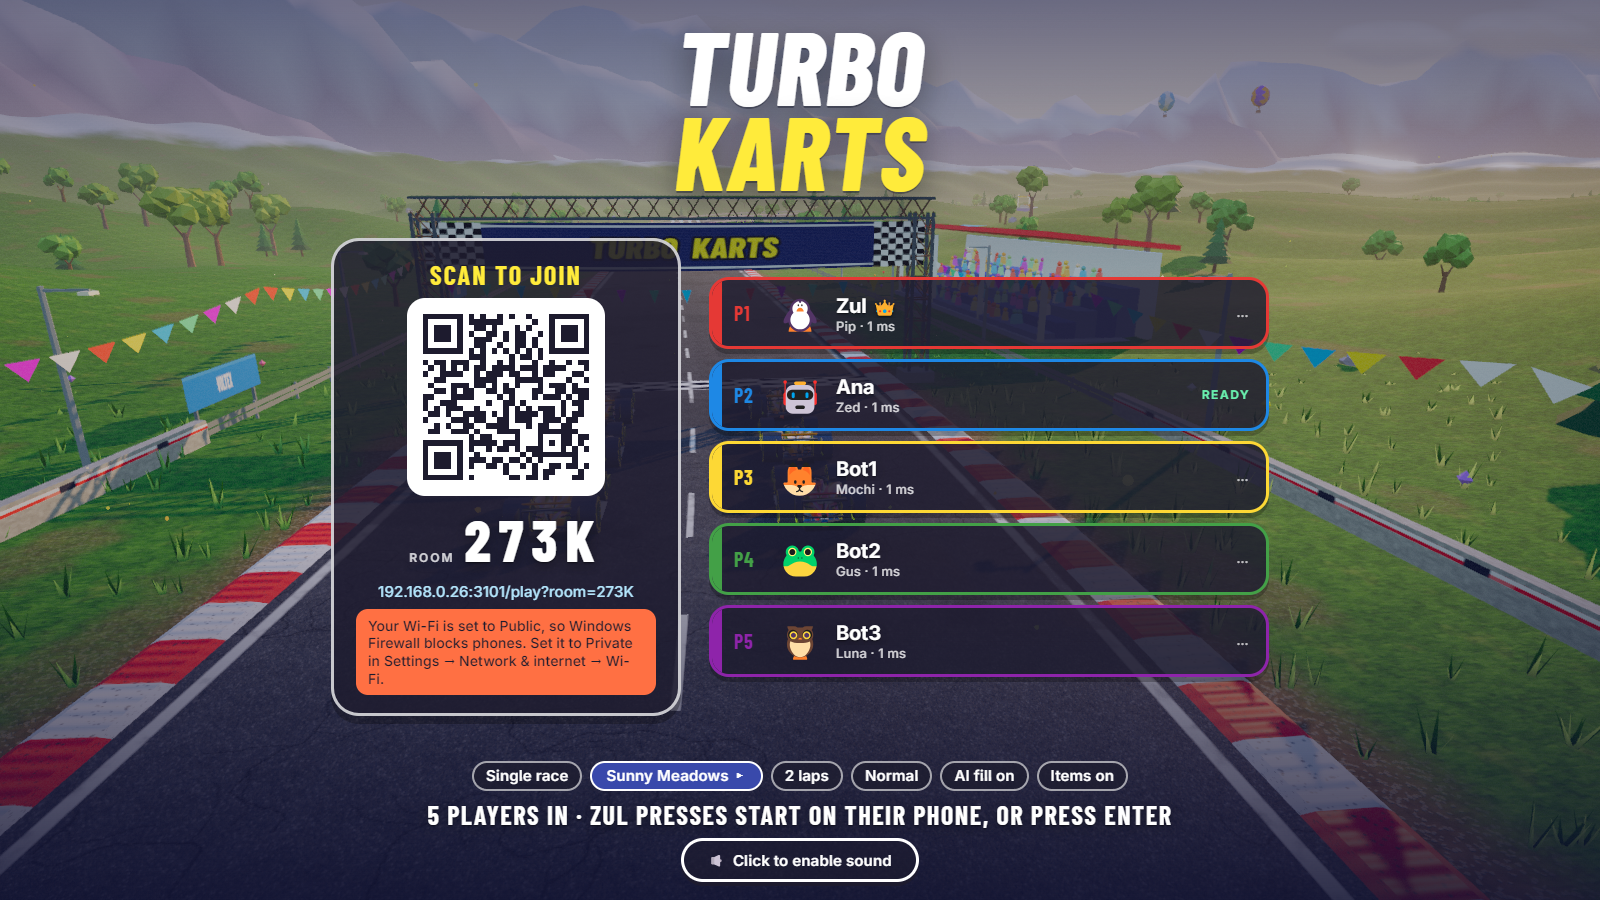 TURBO
KARTS
TURBO KARTS
SCAN TO JOIN
ROOM 273K
192.168.0.26:3101/play?room=273K
Your Wi-Fi is set to Public, so Windows
Firewall blocks phones. Set it to Private
in Settings → Network & internet → Wi-
Fi.
P1
Zul
Pip · 1 ms
...
P2
Ana
Zed · 1 ms
READY
P3
Bot1
Mochi · 1 ms
...
P4
Bot2
Gus · 1 ms
...
P5
Bot3
Luna · 1 ms
...
Single race
Sunny Meadows ▸
2 laps
Normal
AI fill on
Items on
5 PLAYERS IN · ZUL PRESSES START ON THEIR PHONE, OR PRESS ENTER
Click to enable sound